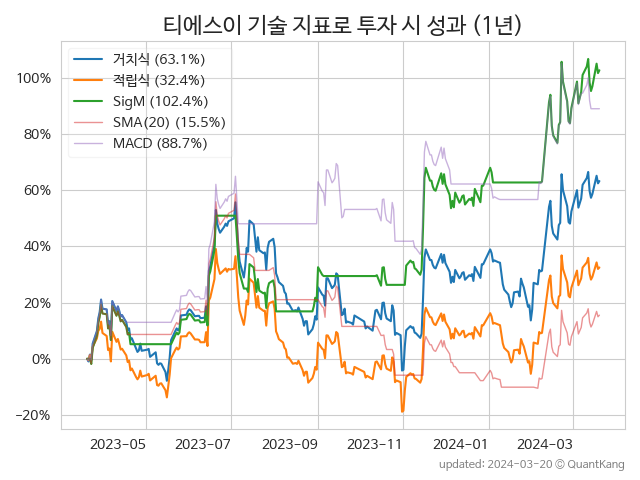 티에스이 기술 지표로 투자 시 성과 (1년)
거치식 (63.1%)
적립식 (32.4%)
SigM (102.4%)
SMA(20) (15.5%)
MACD (88.7%)
100%
80%
60%
40%
20%
0%
−20%
2023-05
2023-07
2023-09
2023-11
2024-01
2024-03
updated: 2024-03-20 © QuantKang